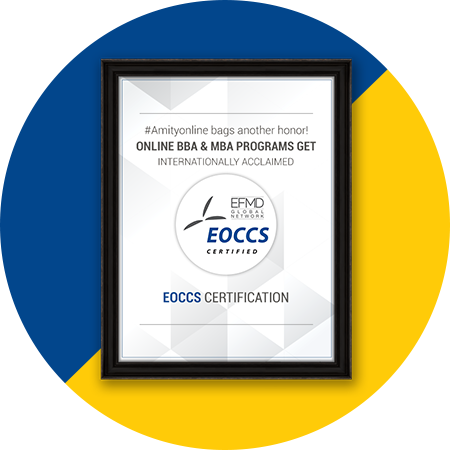 #Amityonline bags another honor!
ONLINE BBA & MBA PROGRAMS GET
INTERNATIONALLY ACCLAIMED
EFMD
GLOBAL
NETWORK
EOCCS
CERTIFIED
EOCCS CERTIFICATION